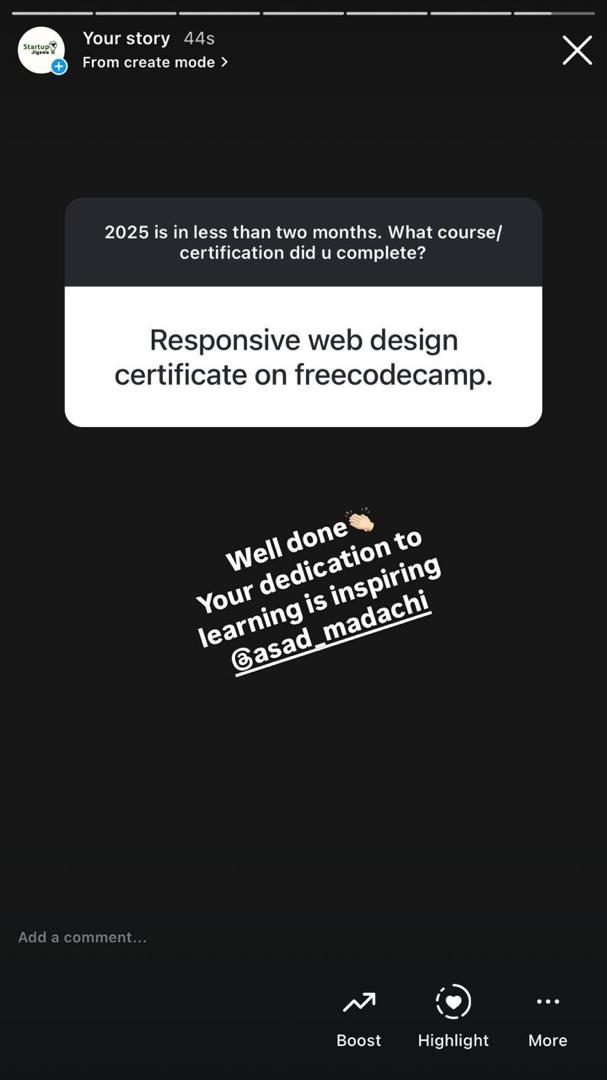 Startup
Jigawa
Your story 44s
From create mode >
2025 is in less than two months. What course/
certification did u complete?
Responsive web design
certificate on freecodecamp.
Well done👏🏻
Your dedication to
learning is inspiring
@asad_madachi
Add a comment...
Boost
Highlight
More